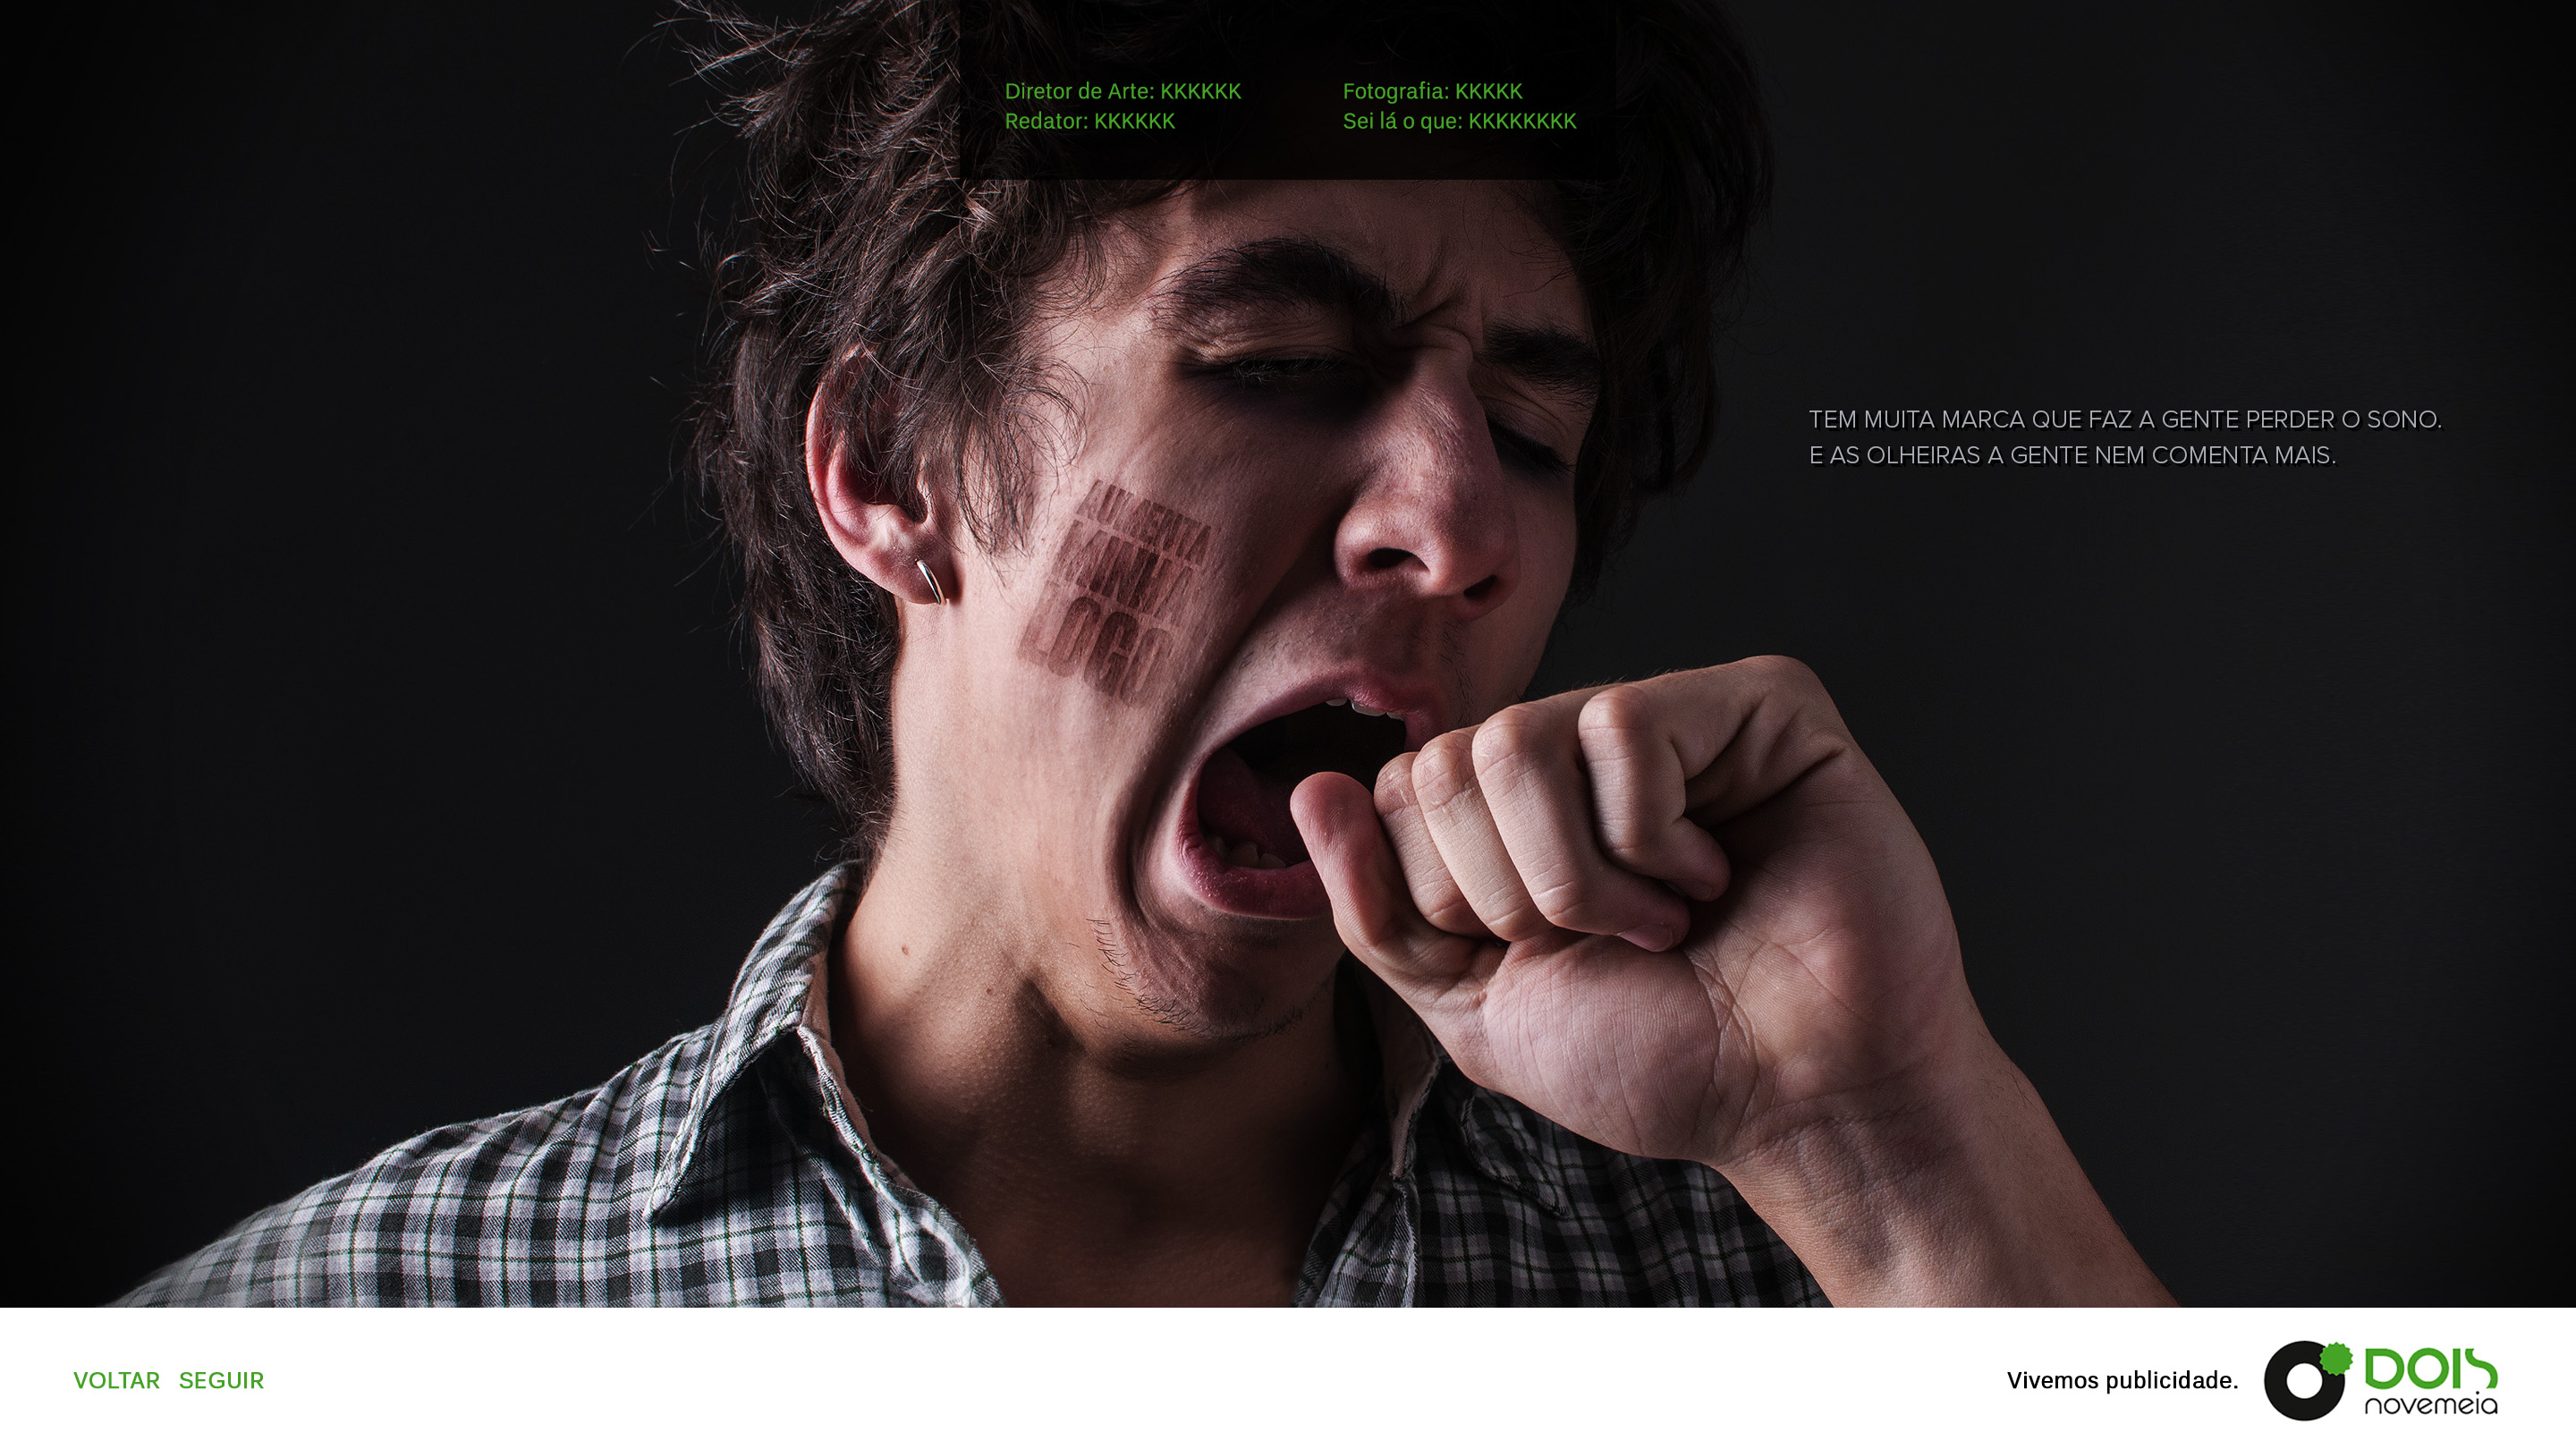 Diretor de Arte: KKKKKK
Redator: KKKKKK
Fotografia: KKKKK
Sei lá o que: KKKKKKKK
TEM MUITA MARCA QUE FAZ A GENTE PERDER O SONO.
E AS OLHEIRAS A GENTE NEM COMENTA MAIS.
AUMENTA
MINHA
LOGO
VOLTAR SEGUIR
Vivemos publicidade.
DOIS
novemeia